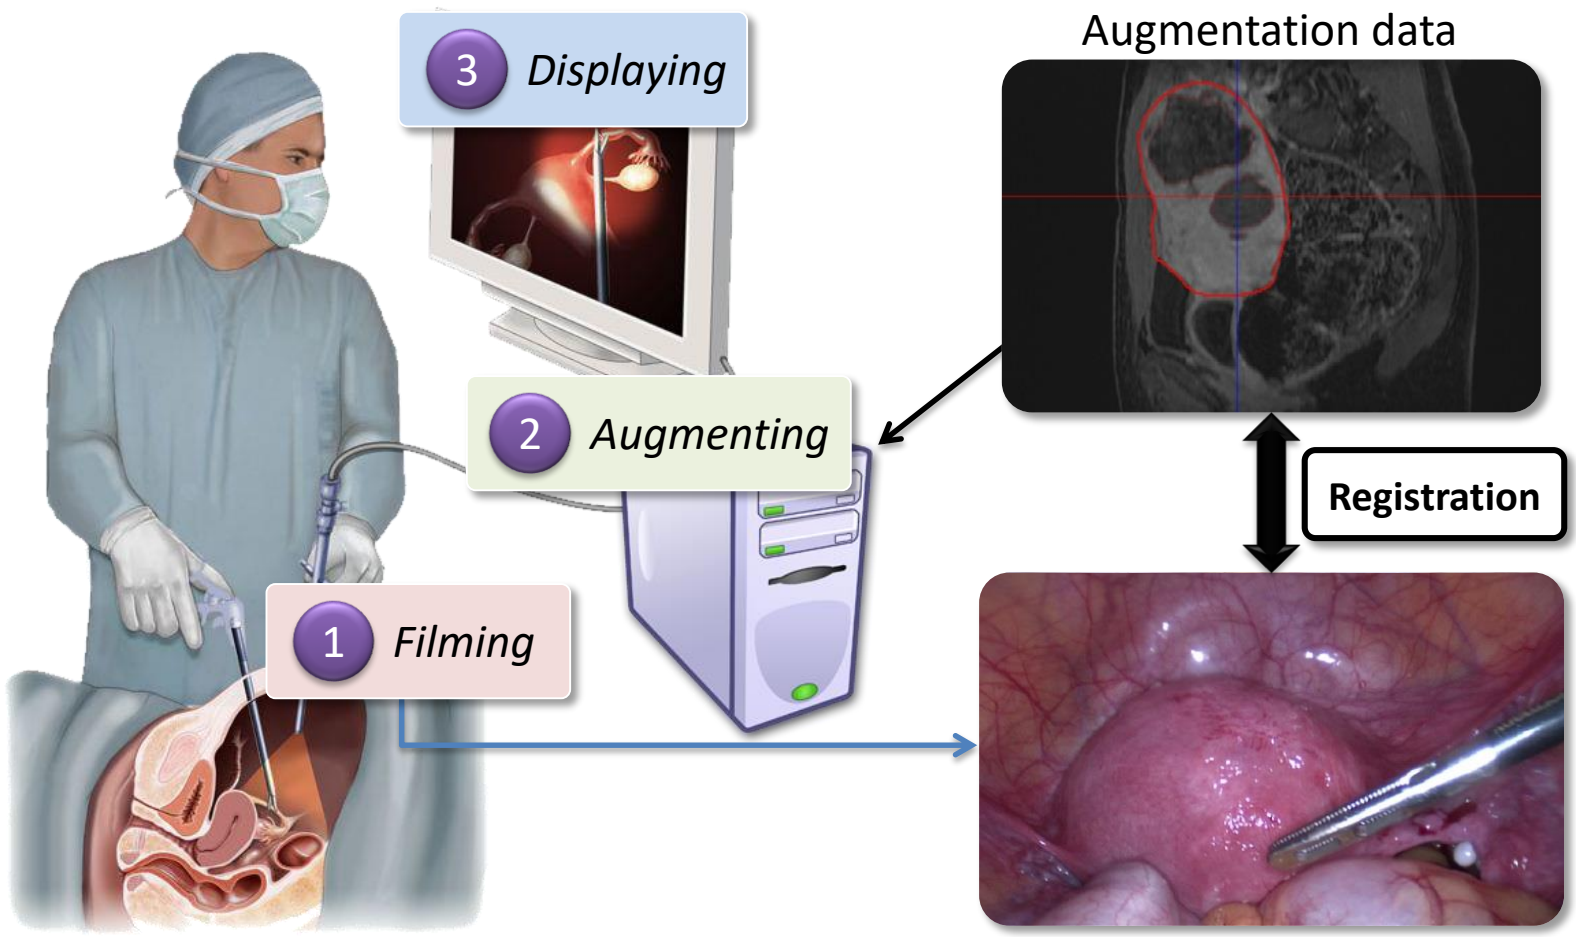 3 Displaying
Augmentation data
2 Augmenting
Registration
1 Filming